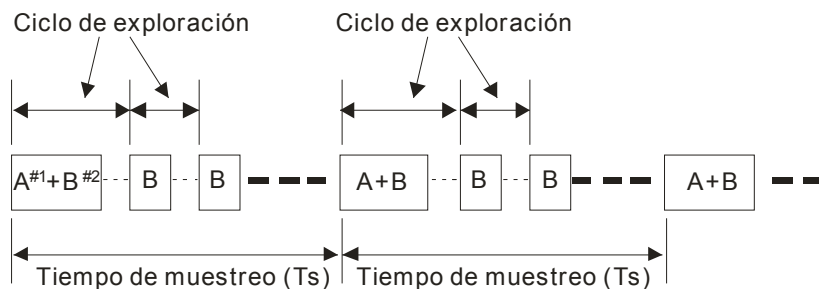 Ciclo de exploración Ciclo de exploración
A#1+B#2 B B A+B B B A+B
Tiempo de muestreo (Ts) Tiempo de muestreo (Ts)